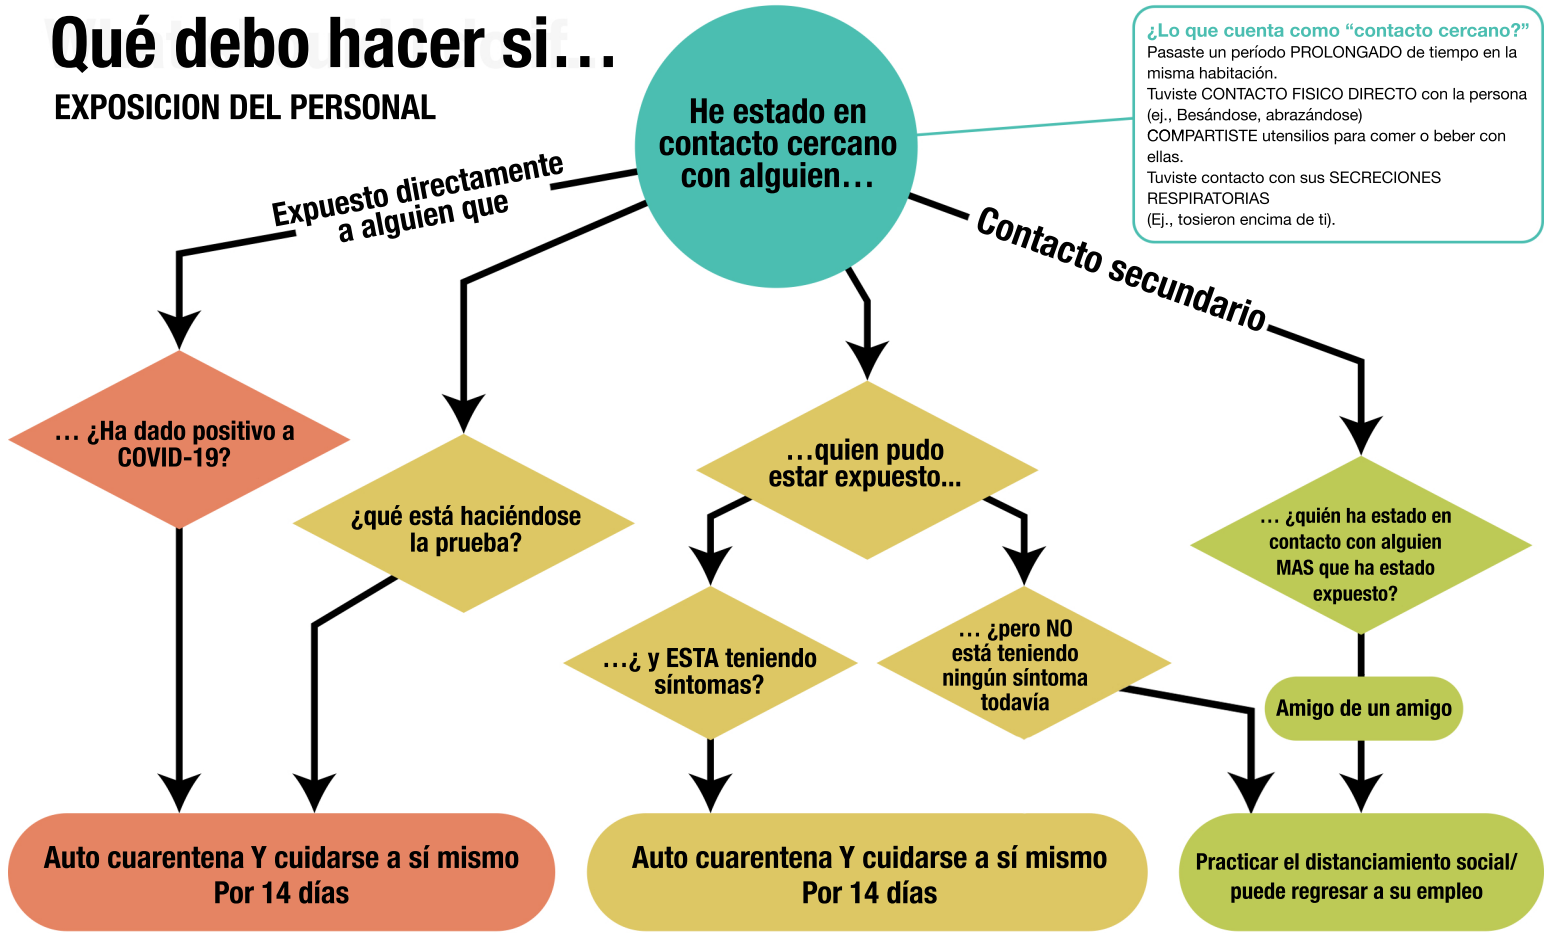 Qué debo hacer si…
EXPOSICION DEL PERSONAL
He estado en
contacto cercano
con alguien…
¿Lo que cuenta como “contacto cercano?”
Pasaste un período PROLONGADO de tiempo en la
misma habitación.
Tuviste CONTACTO FISICO DIRECTO con la persona
(ej., Besándose, abrazándose)
COMPARTISTE utensilios para comer o beber con
ellas.
Tuviste contacto con sus SECRECIONES
RESPIRATORIAS
(Ej., tosieron encima de ti).
Expuesto directamente
a alguien que
Contacto secundario
… ¿Ha dado positivo a
COVID-19?
¿qué está haciéndose
la prueba?
…quien pudo
estar expuesto...
… ¿quién ha estado en
contacto con alguien
MAS que ha estado
expuesto?
…¿ y ESTA teniendo
síntomas?
… ¿pero NO
está teniendo
ningún síntoma
todavía
Amigo de un amigo
Auto cuarentena Y cuidarse a sí mismo
Por 14 días
Auto cuarentena Y cuidarse a sí mismo
Por 14 días
Practicar el distanciamiento social/
puede regresar a su empleo